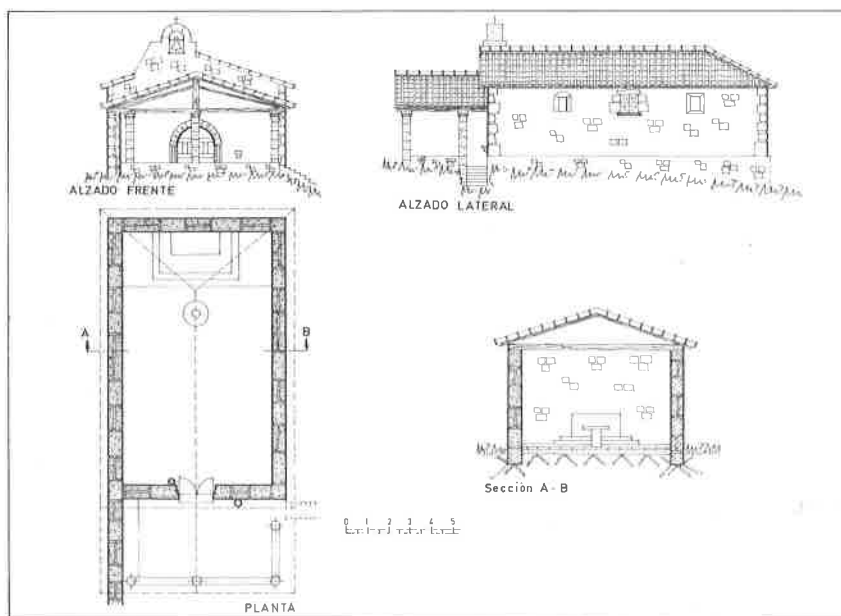 ALZADO FRENTE
ALZADO LATERAL
A
B
Sección A - B
0 1 2 3 4 5
PLANTA